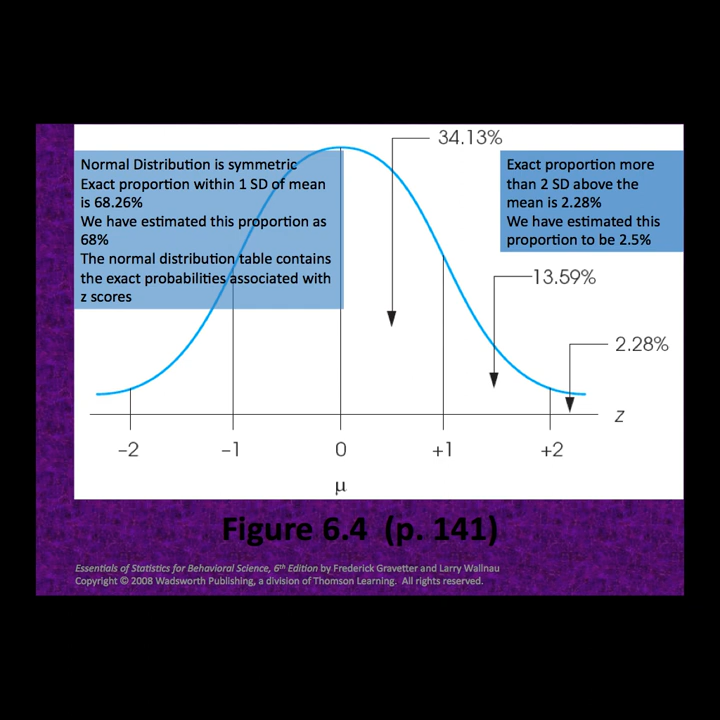 34.13%
Normal Distribution is symmetric
Exact proportion within 1 SD of mean
is 68.26%
We have estimated this proportion as
68%
The normal distribution table contains
the exact probabilities associated with
z scores
Exact proportion more
than 2 SD above the
mean is 2.28%
We have estimated this
proportion to be 2.5%
13.59%
2.28%
z
−2 −1 0 +1 +2
μ
Figure 6.4 (p. 141)
Essentials of Statistics for Behavioral Science, 6th Edition by Frederick Gravetter and Larry Wallnau
Copyright © 2008 Wadsworth Publishing, a division of Thomson Learning. All rights reserved.